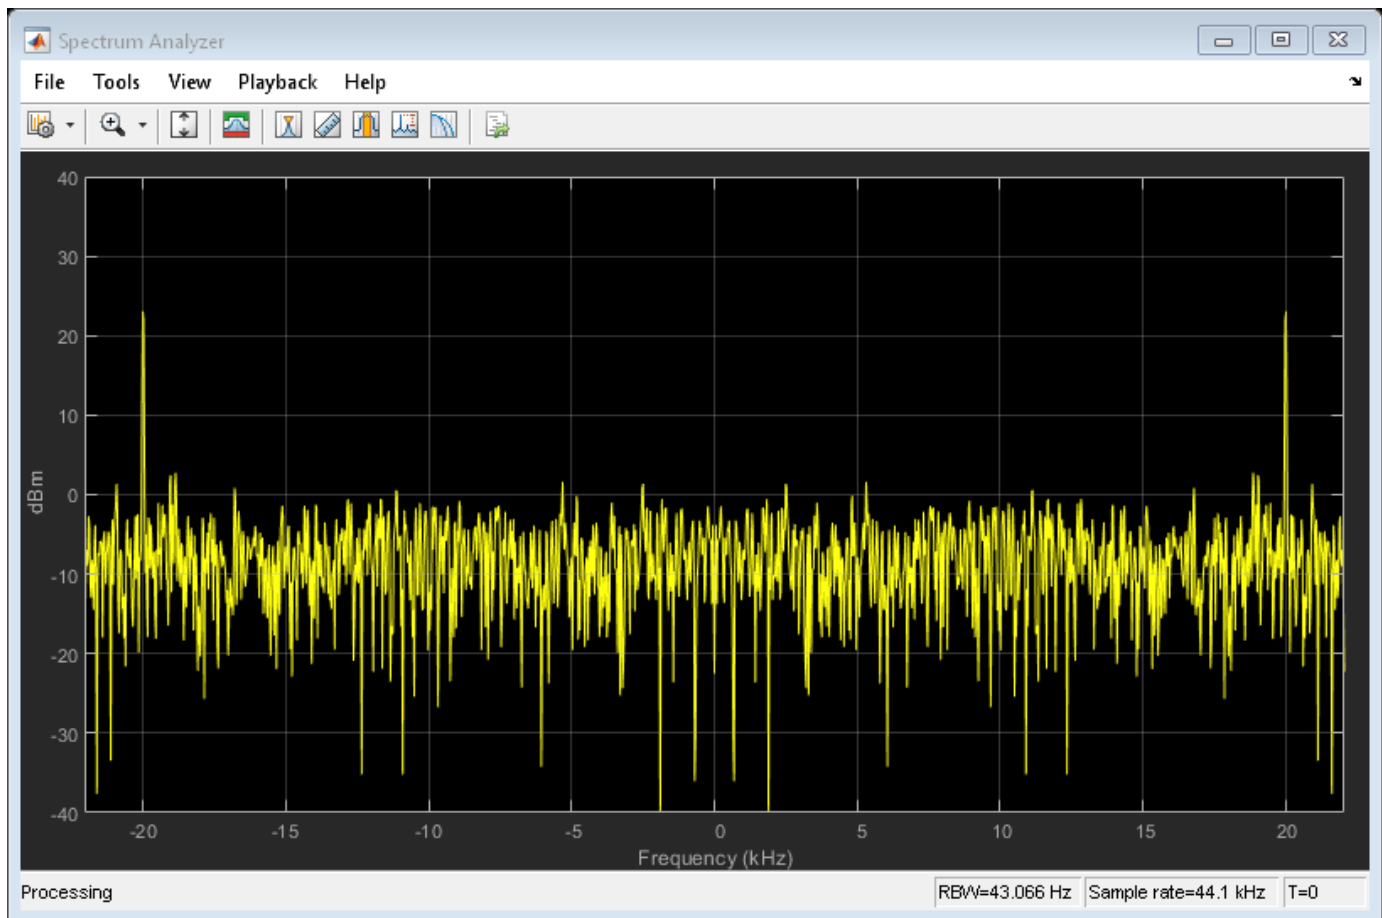 Spectrum Analyzer
File Tools View Playback Help
40
30
20
10
0
-10
-20
-30
-40
dBm
-20 -15 -10 -5 0 5 10 15 20
Frequency (kHz)
Processing RBW=43.066 Hz Sample rate=44.1 kHz T=0